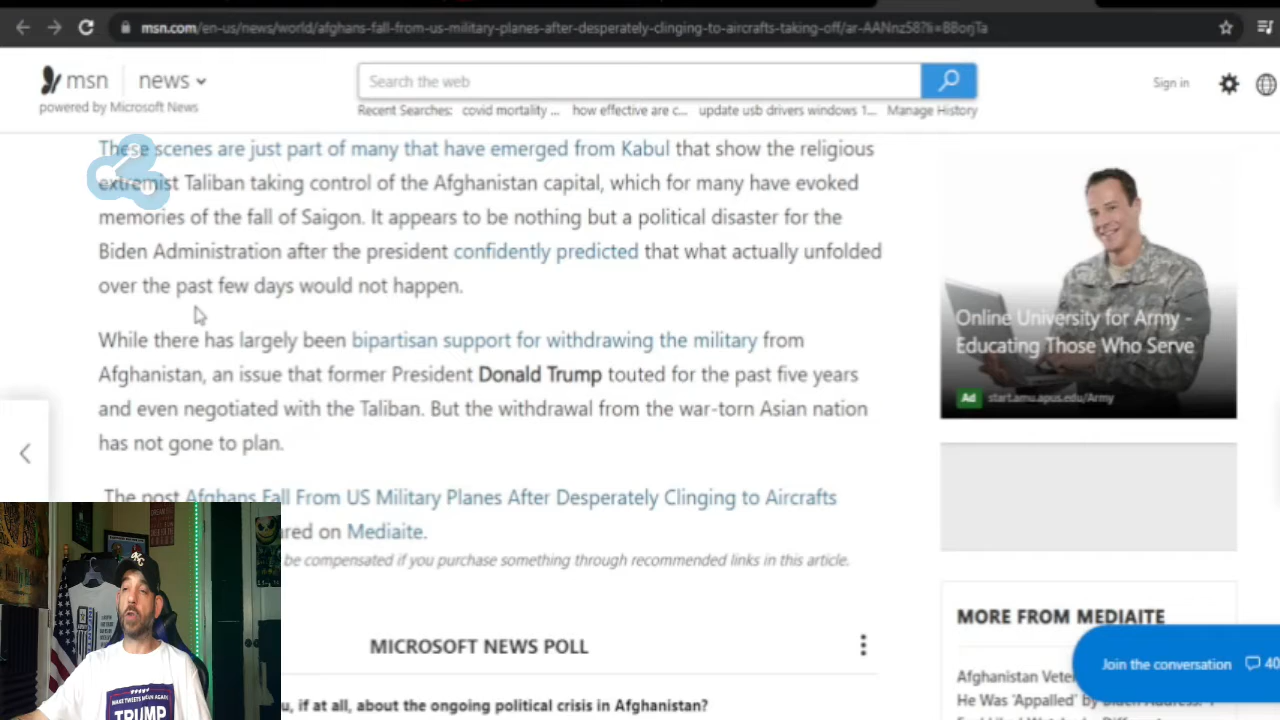 msn.com/en-us/news/world/afghans-fall-from-us-military-planes-after-desperately-clinging-to-aircrafts-taking-off/ar-AANnz58?li=BBorjTa
msn news
powered by Microsoft News
Search the web
Sign in
Recent Searches: covid mortality ... how effective are c... update usb drivers windows 1... Manage History
These scenes are just part of many that have emerged from Kabul that show the religious
extremist Taliban taking control of the Afghanistan capital, which for many have evoked
memories of the fall of Saigon. It appears to be nothing but a political disaster for the
Biden Administration after the president confidently predicted that what actually unfolded
over the past few days would not happen.
While there has largely been bipartisan support for withdrawing the military from
Afghanistan, an issue that former President Donald Trump touted for the past five years
and even negotiated with the Taliban. But the withdrawal from the war-torn Asian nation
has not gone to plan.
The post Afghans Fall From US Military Planes After Desperately Clinging to Aircrafts
ared on Mediaite.
be compensated if you purchase something through recommended links in this article.
MICROSOFT NEWS POLL
u, if at all, about the ongoing political crisis in Afghanistan?
Online University for Army -
Educating Those Who Serve
Ad start.amu.apus.edu/Army
MORE FROM MEDIAITE
Afghanistan Vete
He Was 'Appalled' by
Join the conversation 40
MAKE TWEETS MEAN AGAIN
TRUMP